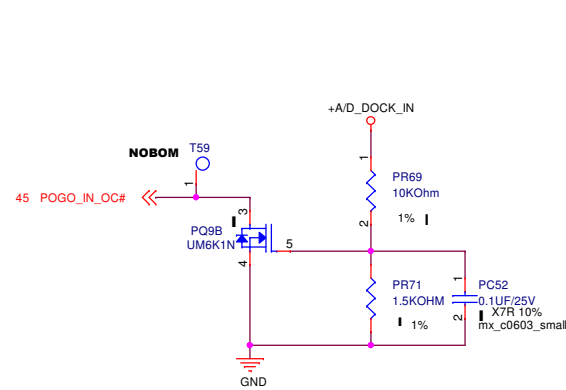 +A/D_DOCK_IN
NOBOM
T59
1
1
PR69
10KOhm
45 POGO_IN_OC#
3
2
1%
PQ9B
UM6K1N
5
4
1
PR71
1.5KOHM
1%
PC52
0.1UF/25V
2
X7R 10%
mx_c0603_small
GND